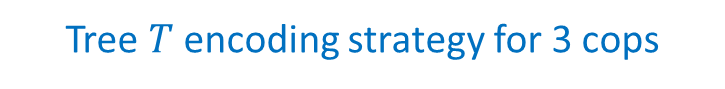 Tree 𝑇 encoding strategy for 3 cops